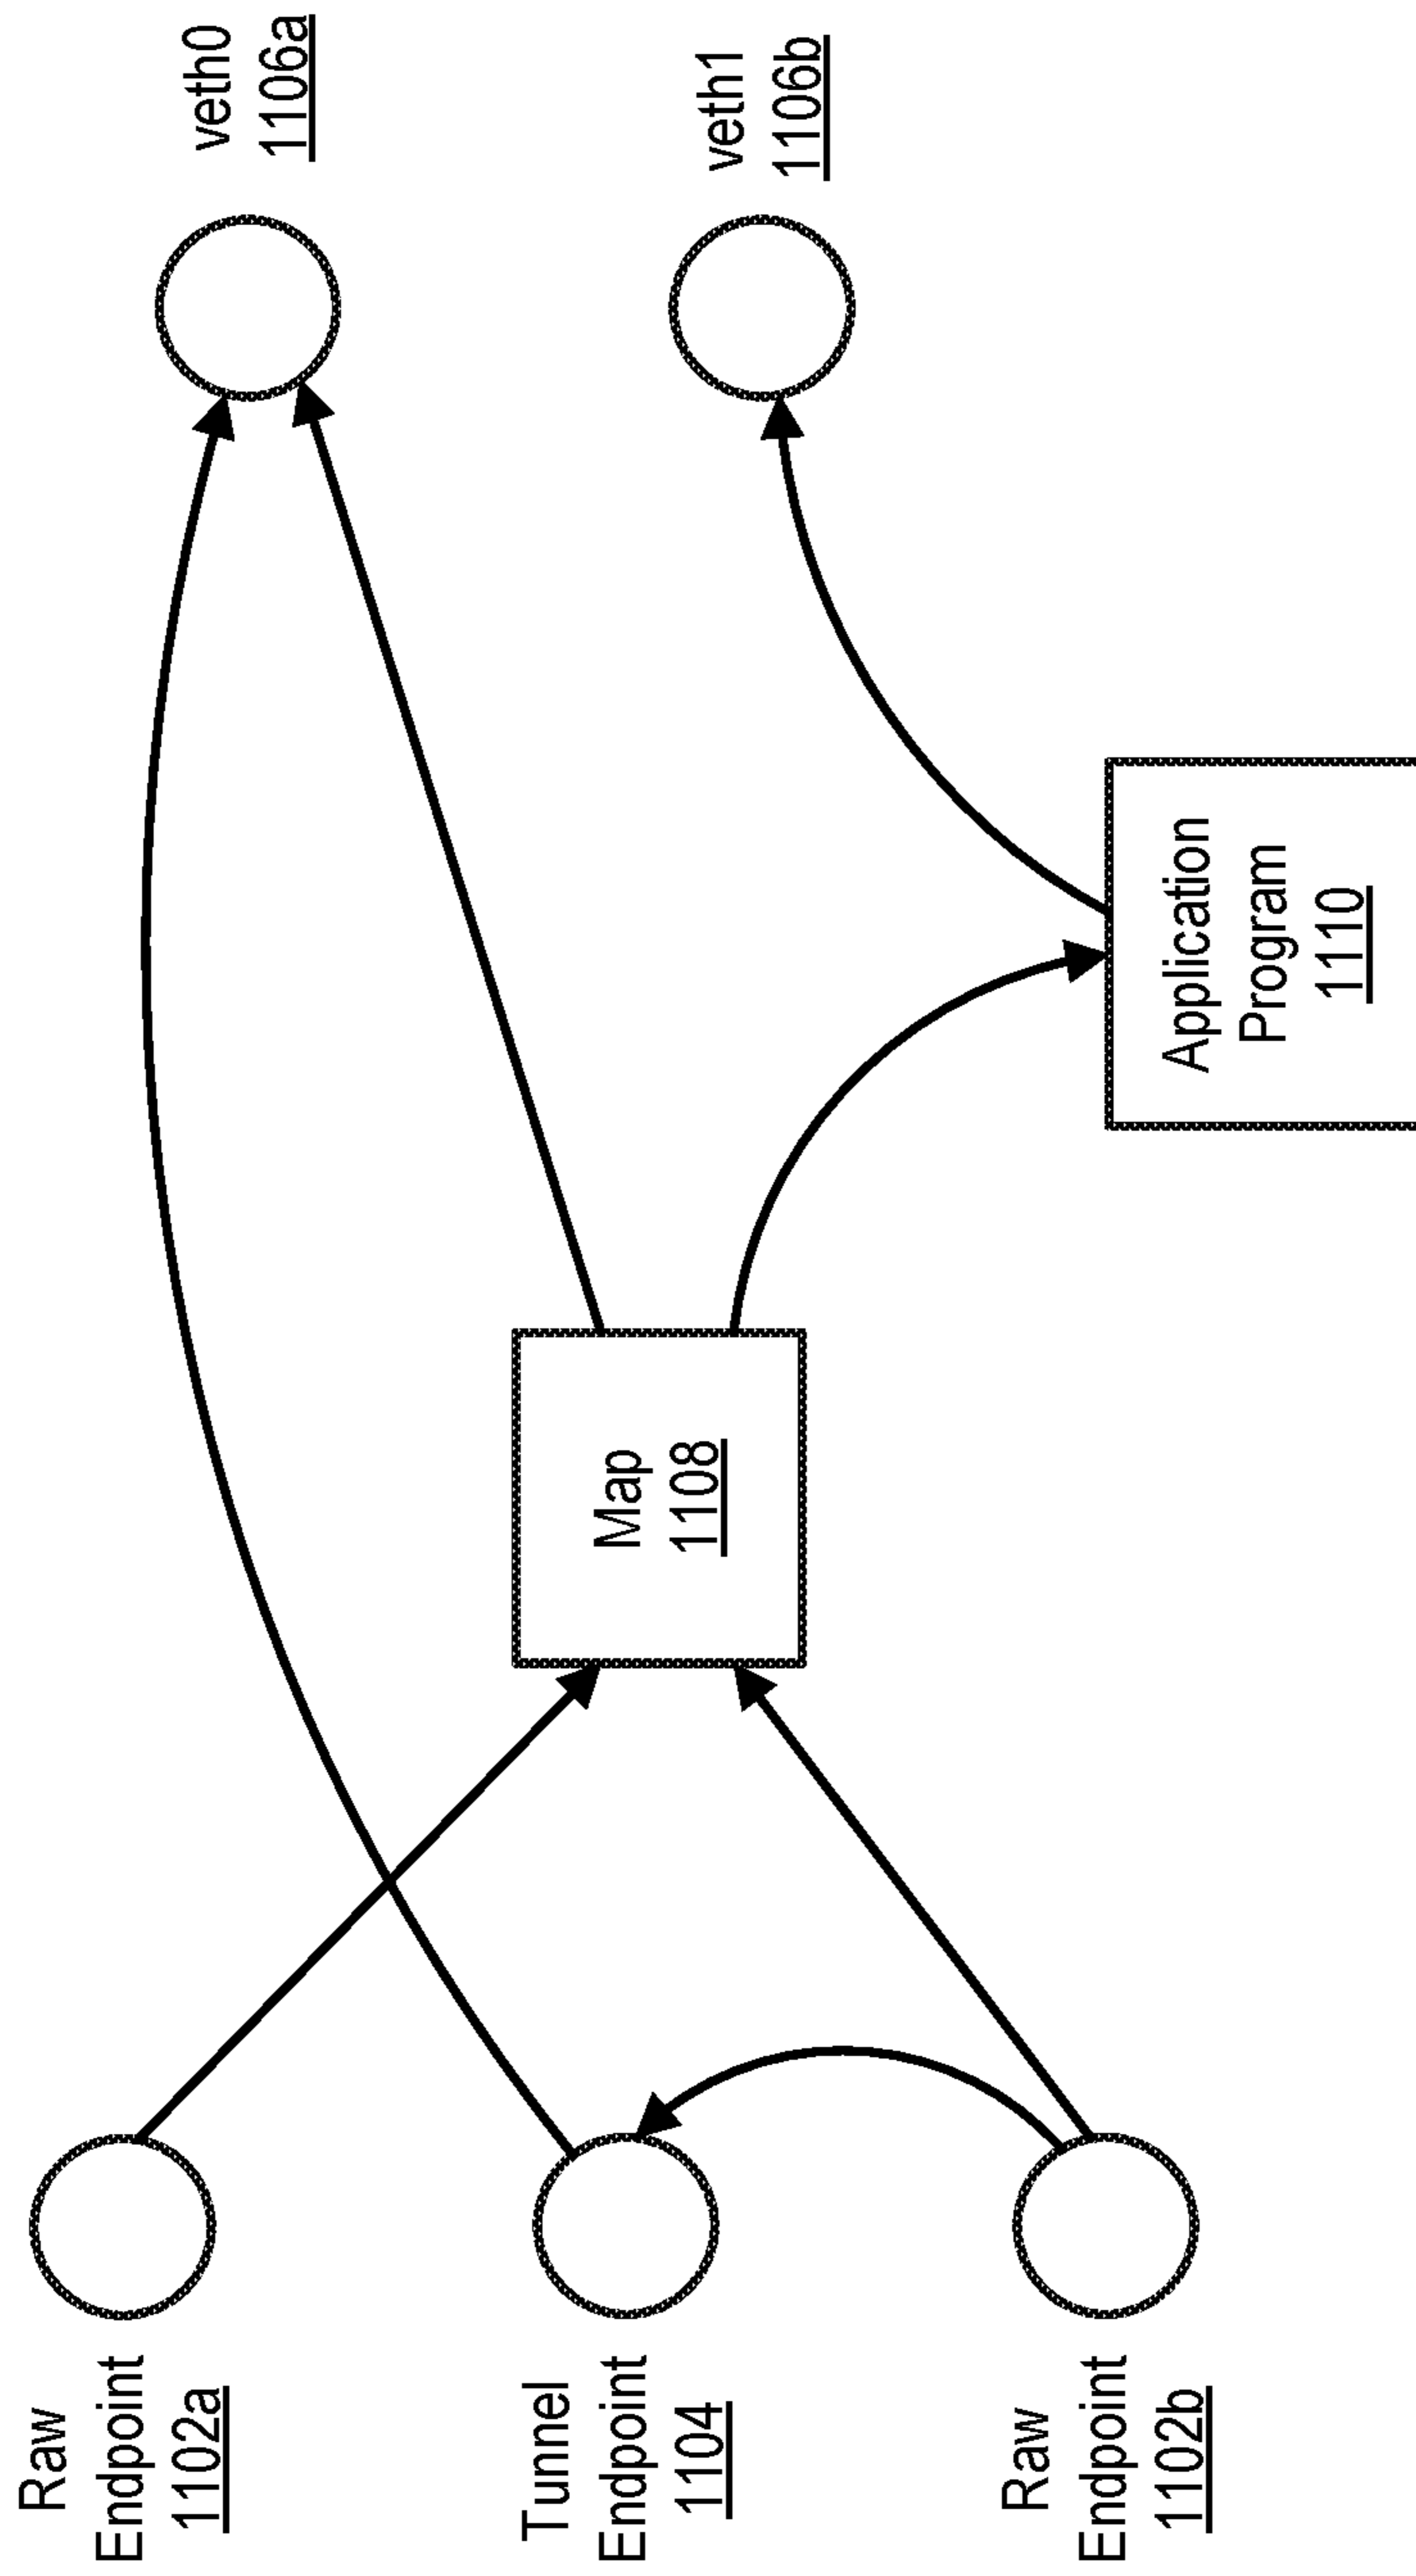 Raw
Endpoint
1102a
Tunnel
Endpoint
1104
Raw
Endpoint
1102b
Map
1108
Application
Program
1110
veth0
1106a
veth1
1106b